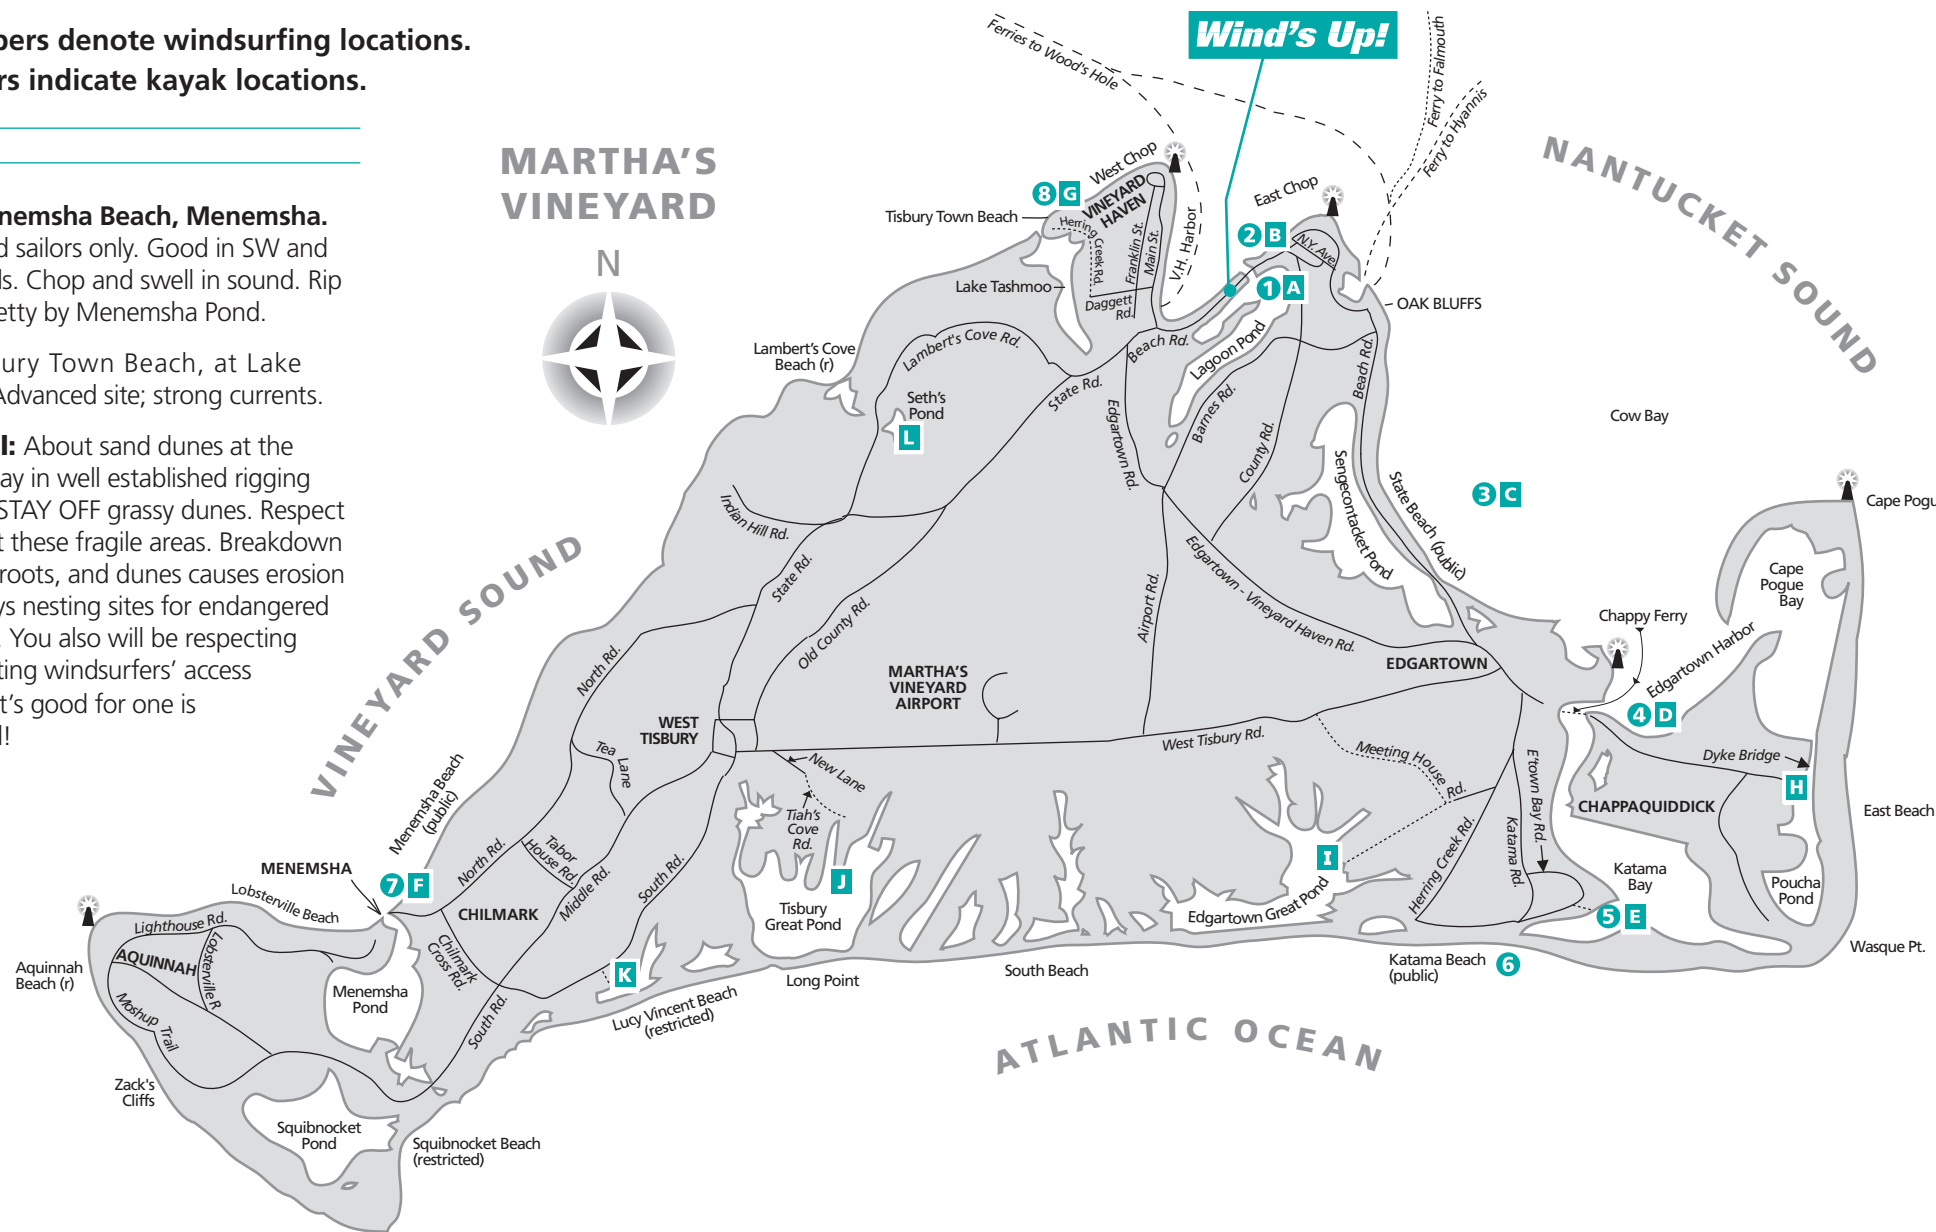 bers denote windsurfing locations.
rs indicate kayak locations.
nemsha Beach, Menemsha.
d sailors only. Good in SW and
ds. Chop and swell in sound. Rip
etty by Menemsha Pond.
ury Town Beach, at Lake
Advanced site; strong currents.
l: About sand dunes at the
ay in well established rigging
STAY OFF grassy dunes. Respect
t these fragile areas. Breakdown
roots, and dunes causes erosion
ys nesting sites for endangered
. You also will be respecting
ting windsurfers’ access
t’s good for one is
l!
MARTHA’S
VINEYARD
N
Wind’s Up!
Ferries to Wood's Hole
Ferry to Falmouth
Ferry to Hyannis
NANTUCKET SOUND
VINEYARD SOUND
ATLANTIC OCEAN
West Chop
8 G
VINEYARD
HAVEN
Tisbury Town Beach
Herring Creek Rd.
Franklin St.
Main St.
V.H. Harbor
Lake Tashmoo
Daggett
Rd.
East Chop
2 B
N.Y. Ave.
1 A
OAK BLUFFS
Lagoon Pond
Beach Rd.
Beach Rd.
Lambert’s Cove
Beach (r)
Lambert's Cove Rd.
Seth’s
Pond
L
State Rd.
Edgartown Rd.
Barnes Rd.
County Rd.
Sengecontacket Pond
State Beach (public)
3 C
Cow Bay
Cape Pogu
Cape
Pogue
Bay
Indian Hill Rd.
State Rd.
Old County Rd.
Airport Rd.
Edgartown - Vineyard Haven Rd.
Chappy Ferry
Edgartown Harbor
EDGARTOWN
4 D
North Rd.
MARTHA’S
VINEYARD
AIRPORT
WEST
TISBURY
Tea
Lane
New Lane
West Tisbury Rd.
Meeting House
Rd.
Dyke Bridge
H
CHAPPAQUIDDICK
East Beach
Tiah’s
Cove
Rd.
E’town Bay Rd.
Katama Rd.
Herring Creek Rd.
Menemsha Beach
(public)
MENEMSHA
7 F
North Rd.
Tabor
House Rd.
Middle Rd.
South Rd.
CHILMARK
Chilmark
Cross Rd.
J
Tisbury
Great Pond
I
Edgartown Great Pond
Katama
Bay
Poucha
Pond
5 E
Wasque Pt.
Katama Beach
(public)
6
Lobsterville Beach
Lighthouse Rd.
AQUINNAH
Lobsterville R
Aquinnah
Beach (r)
Moshup
Trail
Menemsha
Pond
South Rd.
K
Lucy Vincent Beach
(restricted)
Long Point
South Beach
Zack's
Cliffs
Squibnocket
Pond
Squibnocket Beach
(restricted)